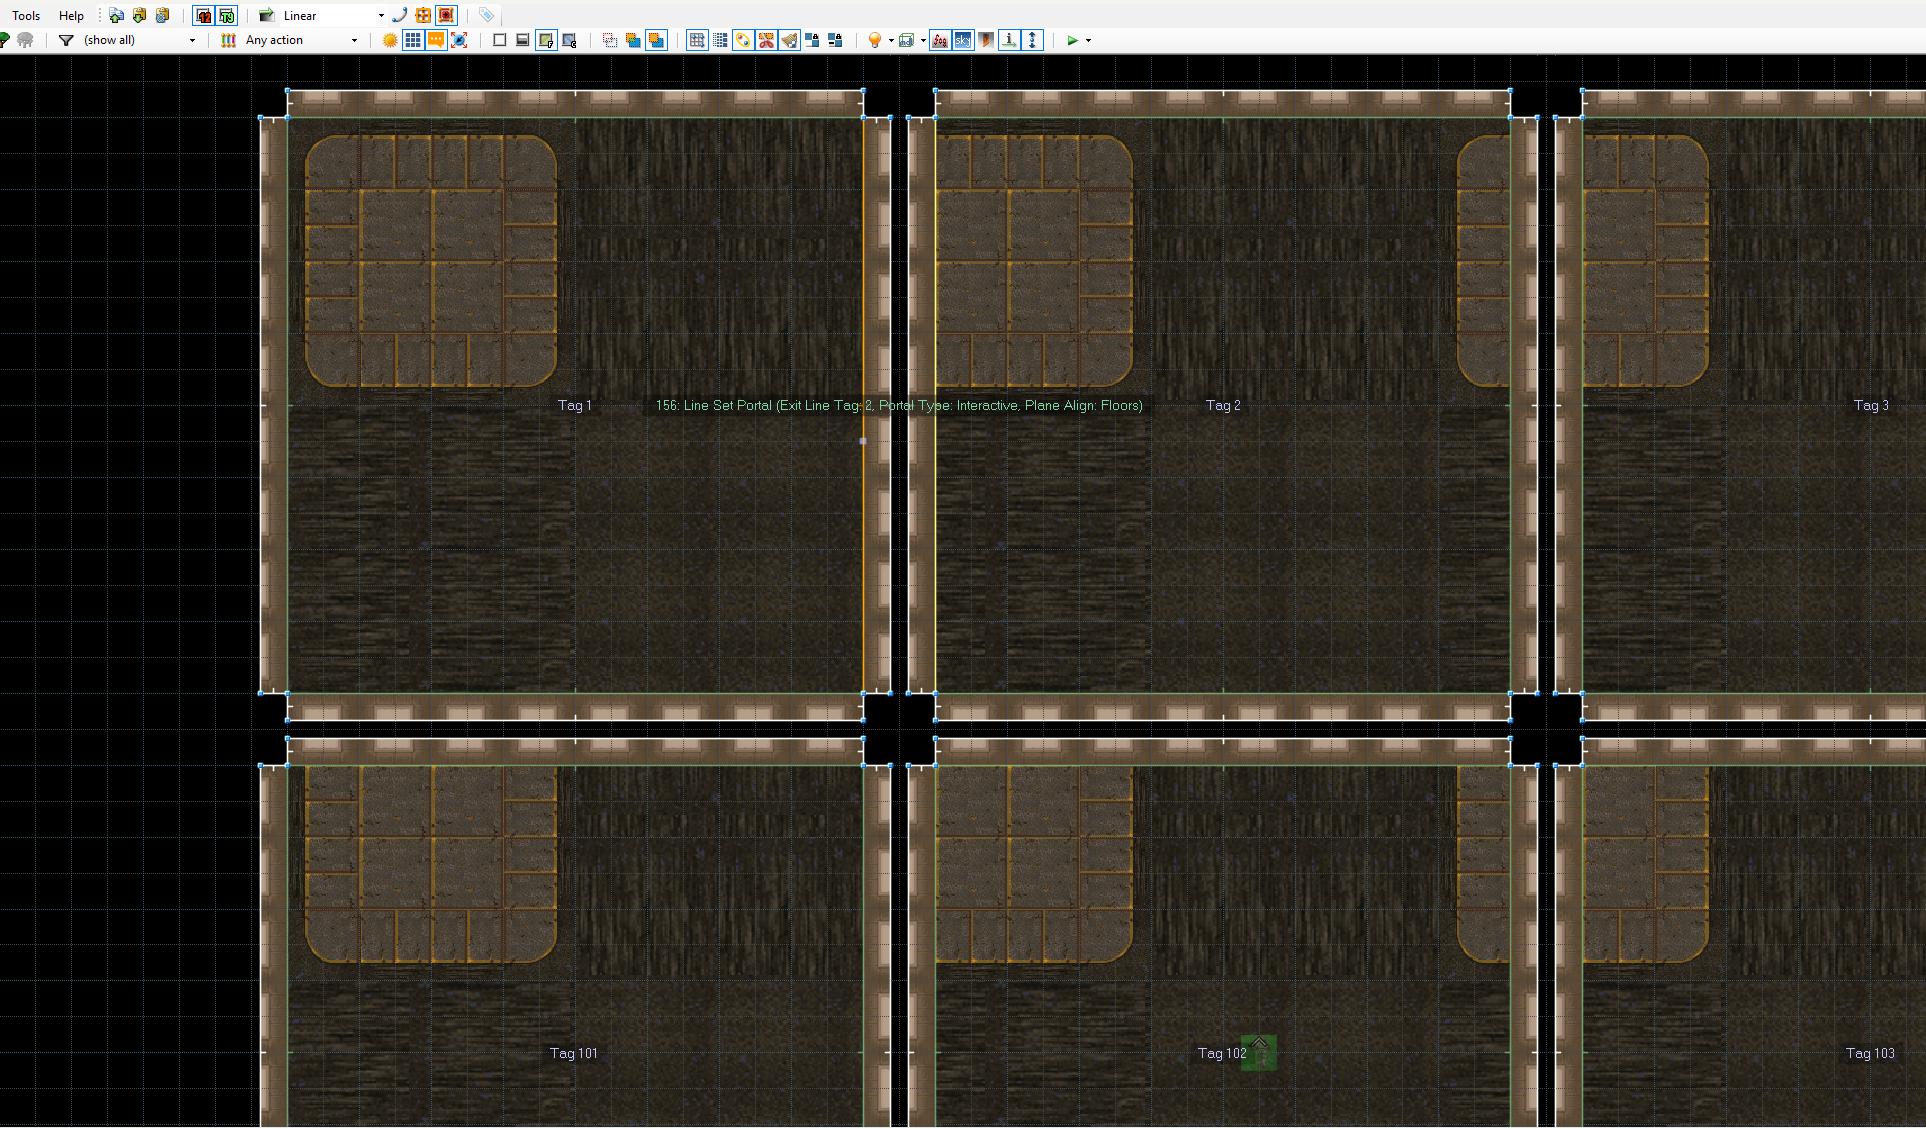 Tools Help Linear
(show all) Any action
Tag 1 156: Line Set Portal (Exit Line Tag: 2, Portal Type: Interactive, Plane Align: Floors) Tag 2 Tag 3
Tag 101 Tag 102 Tag 103